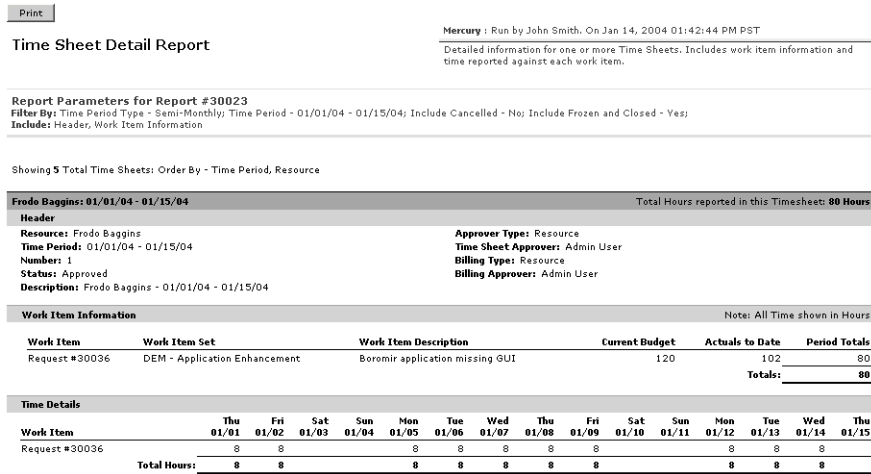 Print
Time Sheet Detail Report
Mercury : Run by John Smith. On Jan 14, 2004 01:42:44 PM PST
Detailed information for one or more Time Sheets. Includes work item information and
time reported against each work item.
Report Parameters for Report #30023
Filter By: Time Period Type - Semi-Monthly; Time Period - 01/01/04 - 01/15/04; Include Cancelled - No; Include Frozen and Closed - Yes;
Include: Header, Work Item Information
Showing 5 Total Time Sheets: Order By - Time Period, Resource
Frodo Baggins: 01/01/04 - 01/15/04 Total Hours reported in this Timesheet: 80 Hours
Header
Resource: Frodo Baggins Approver Type: Resource
Time Period: 01/01/04 - 01/15/04 Time Sheet Approver: Admin User
Number: 1 Billing Type: Resource
Status: Approved Billing Approver: Admin User
Description: Frodo Baggins - 01/01/04 - 01/15/04
Work Item Information Note: All Time shown in Hours
Work Item Work Item Set Work Item Description Current Budget Actuals to Date Period Totals
Request #30036 DEM - Application Enhancement Boromir application missing GUI 120 102 80
Totals: 80
Time Details
Thu Fri Sat Sun Mon Tue Wed Thu Fri Sat Sun Mon Tue Wed Thu
Work Item 01/01 01/02 01/03 01/04 01/05 01/06 01/07 01/08 01/09 01/10 01/11 01/12 01/13 01/14 01/15
Request #30036 8 8 8 8 8 8 8 8 8 8
Total Hours: 8 8 8 8 8 8 8 8 8 8